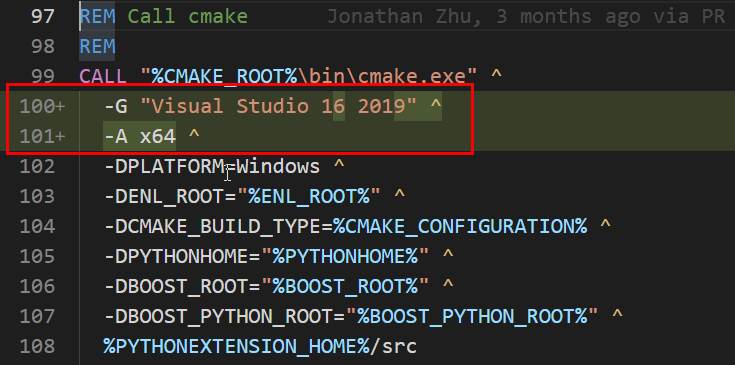 97 REM Call cmake Jonathan Zhu, 3 months ago via PR
98 REM
99 CALL "%CMAKE_ROOT%\bin\cmake.exe" ^
100+ -G "Visual Studio 16 2019" ^
101+ -A x64 ^
102 -DPLATFORM=Windows ^
103 -DENL_ROOT="%ENL_ROOT%" ^
104 -DCMAKE_BUILD_TYPE=%CMAKE_CONFIGURATION% ^
105 -DPYTHONHOME="%PYTHONHOME%" ^
106 -DBOOST_ROOT="%BOOST_ROOT%" ^
107 -DBOOST_PYTHON_ROOT="%BOOST_PYTHON_ROOT%" ^
108 %PYTHONEXTENSION_HOME%/src